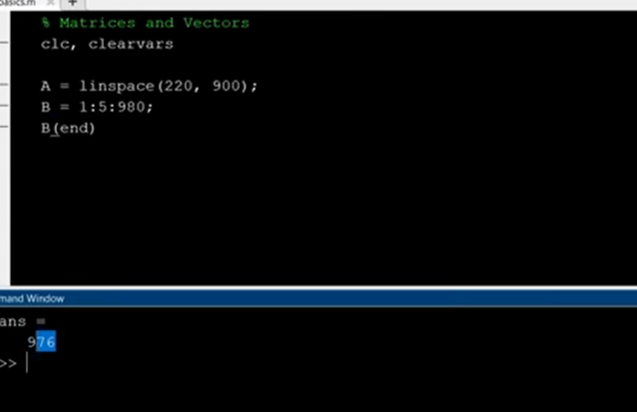 basics.m
% Matrices and Vectors
clc, clearvars
A = linspace(220, 900);
B = 1:5:980;
B(end)
mand Window
ans =
976
>>